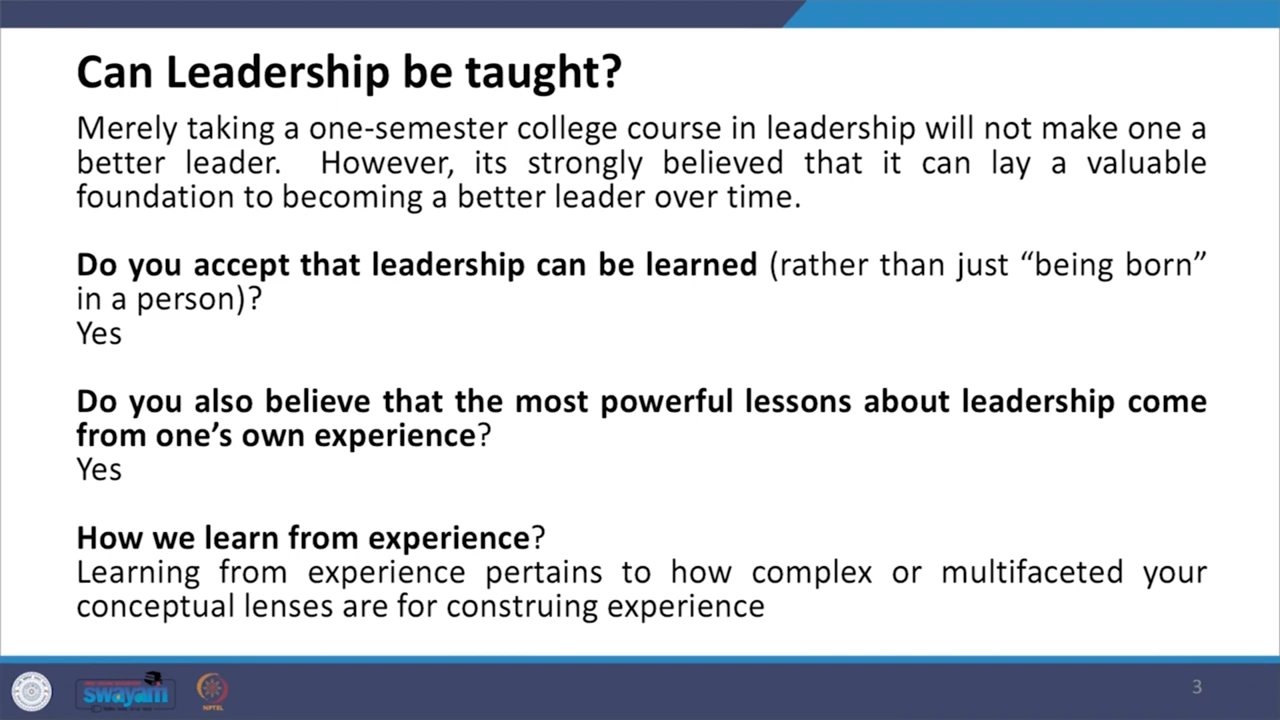 Can Leadership be taught?
Merely taking a one-semester college course in leadership will not make one a
better leader. However, its strongly believed that it can lay a valuable
foundation to becoming a better leader over time.
Do you accept that leadership can be learned (rather than just “being born”
in a person)?
Yes
Do you also believe that the most powerful lessons about leadership come
from one’s own experience?
Yes
How we learn from experience?
Learning from experience pertains to how complex or multifaceted your
conceptual lenses are for construing experience
swayam
NPTEL
3